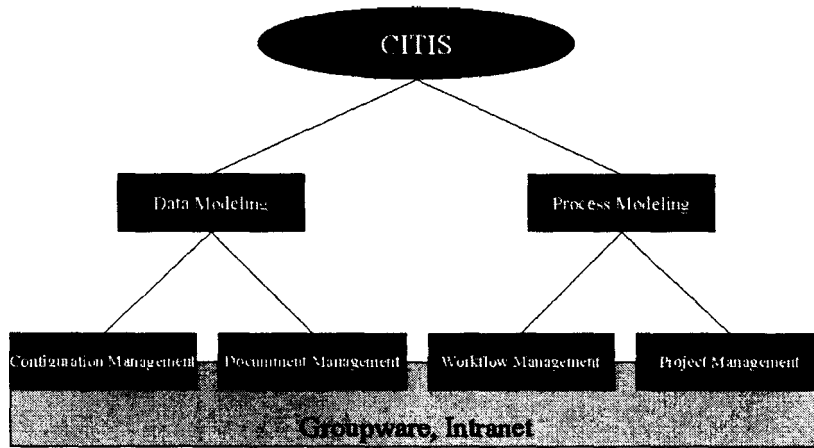 CITIS
Data Modeling
Process Modeling
Configuration Management
Document Management
Workflow Management
Project Management
Groupware, Intranet